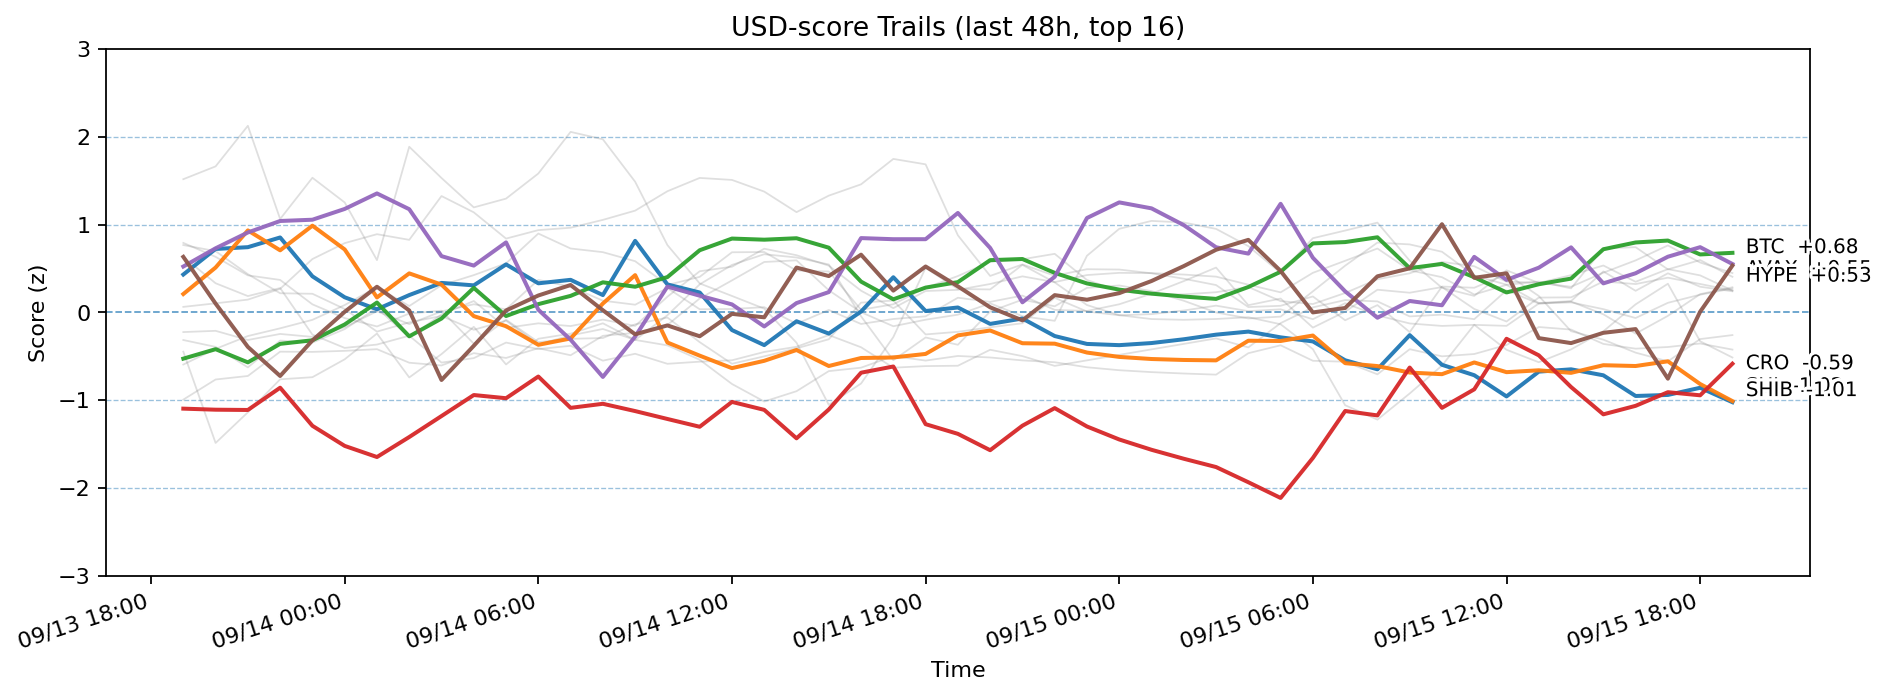 USD-score Trails (last 48h, top 16)
Score (z)
3
2
1
0
−1
−2
−3
BTC +0.68
HYPE +0.53
CRO -0.59
SHIB -1.01
09/13 18:00
09/14 00:00
09/14 06:00
09/14 12:00
09/14 18:00
09/15 00:00
09/15 06:00
09/15 12:00
09/15 18:00
Time